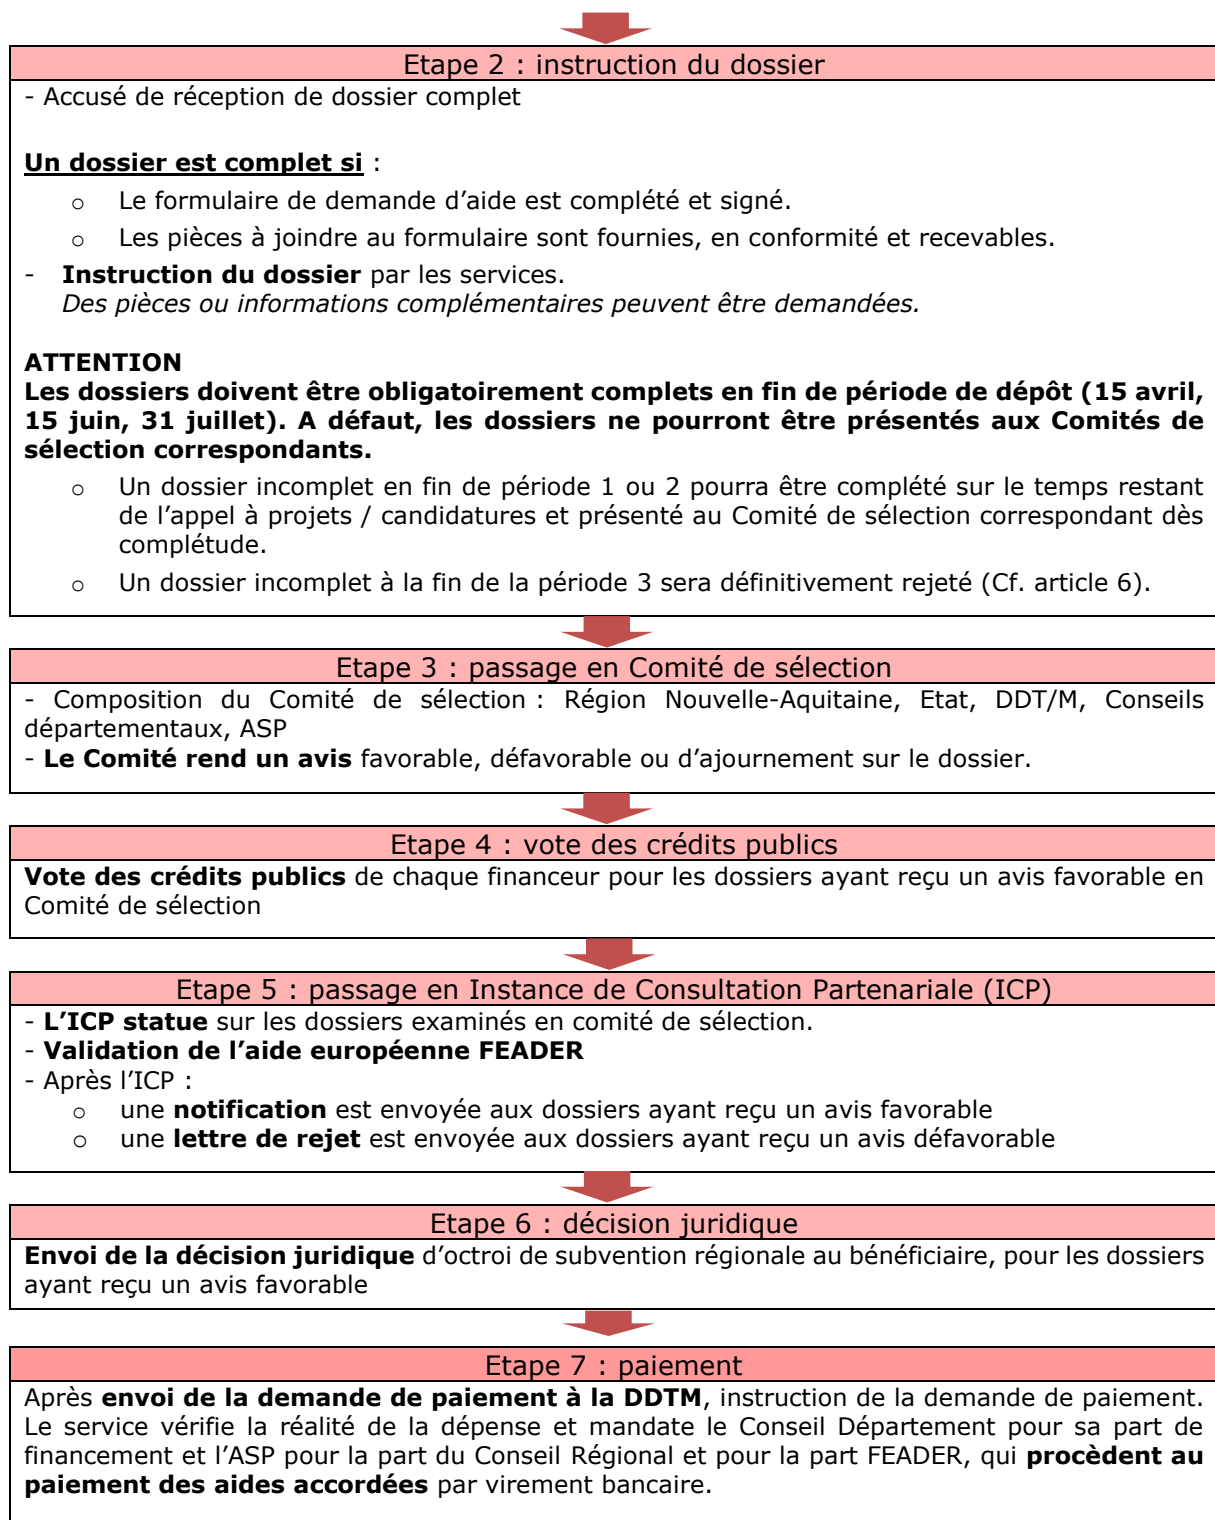 Etape 2 : instruction du dossier
- Accusé de réception de dossier complet
Un dossier est complet si :
o Le formulaire de demande d’aide est complété et signé.
o Les pièces à joindre au formulaire sont fournies, en conformité et recevables.
- Instruction du dossier par les services.
Des pièces ou informations complémentaires peuvent être demandées.
ATTENTION
Les dossiers doivent être obligatoirement complets en fin de période de dépôt (15 avril,
15 juin, 31 juillet). A défaut, les dossiers ne pourront être présentés aux Comités de
sélection correspondants.
o Un dossier incomplet en fin de période 1 ou 2 pourra être complété sur le temps restant
de l’appel à projets / candidatures et présenté au Comité de sélection correspondant dès
complétude.
o Un dossier incomplet à la fin de la période 3 sera définitivement rejeté (Cf. article 6).
Etape 3 : passage en Comité de sélection
- Composition du Comité de sélection : Région Nouvelle-Aquitaine, Etat, DDT/M, Conseils
départementaux, ASP
- Le Comité rend un avis favorable, défavorable ou d’ajournement sur le dossier.
Etape 4 : vote des crédits publics
Vote des crédits publics de chaque financeur pour les dossiers ayant reçu un avis favorable en
Comité de sélection
Etape 5 : passage en Instance de Consultation Partenariale (ICP)
- L’ICP statue sur les dossiers examinés en comité de sélection.
- Validation de l’aide européenne FEADER
- Après l’ICP :
o une notification est envoyée aux dossiers ayant reçu un avis favorable
o une lettre de rejet est envoyée aux dossiers ayant reçu un avis défavorable
Etape 6 : décision juridique
Envoi de la décision juridique d’octroi de subvention régionale au bénéficiaire, pour les dossiers
ayant reçu un avis favorable
Etape 7 : paiement
Après envoi de la demande de paiement à la DDTM, instruction de la demande de paiement.
Le service vérifie la réalité de la dépense et mandate le Conseil Département pour sa part de
financement et l’ASP pour la part du Conseil Régional et pour la part FEADER, qui procèdent au
paiement des aides accordées par virement bancaire.